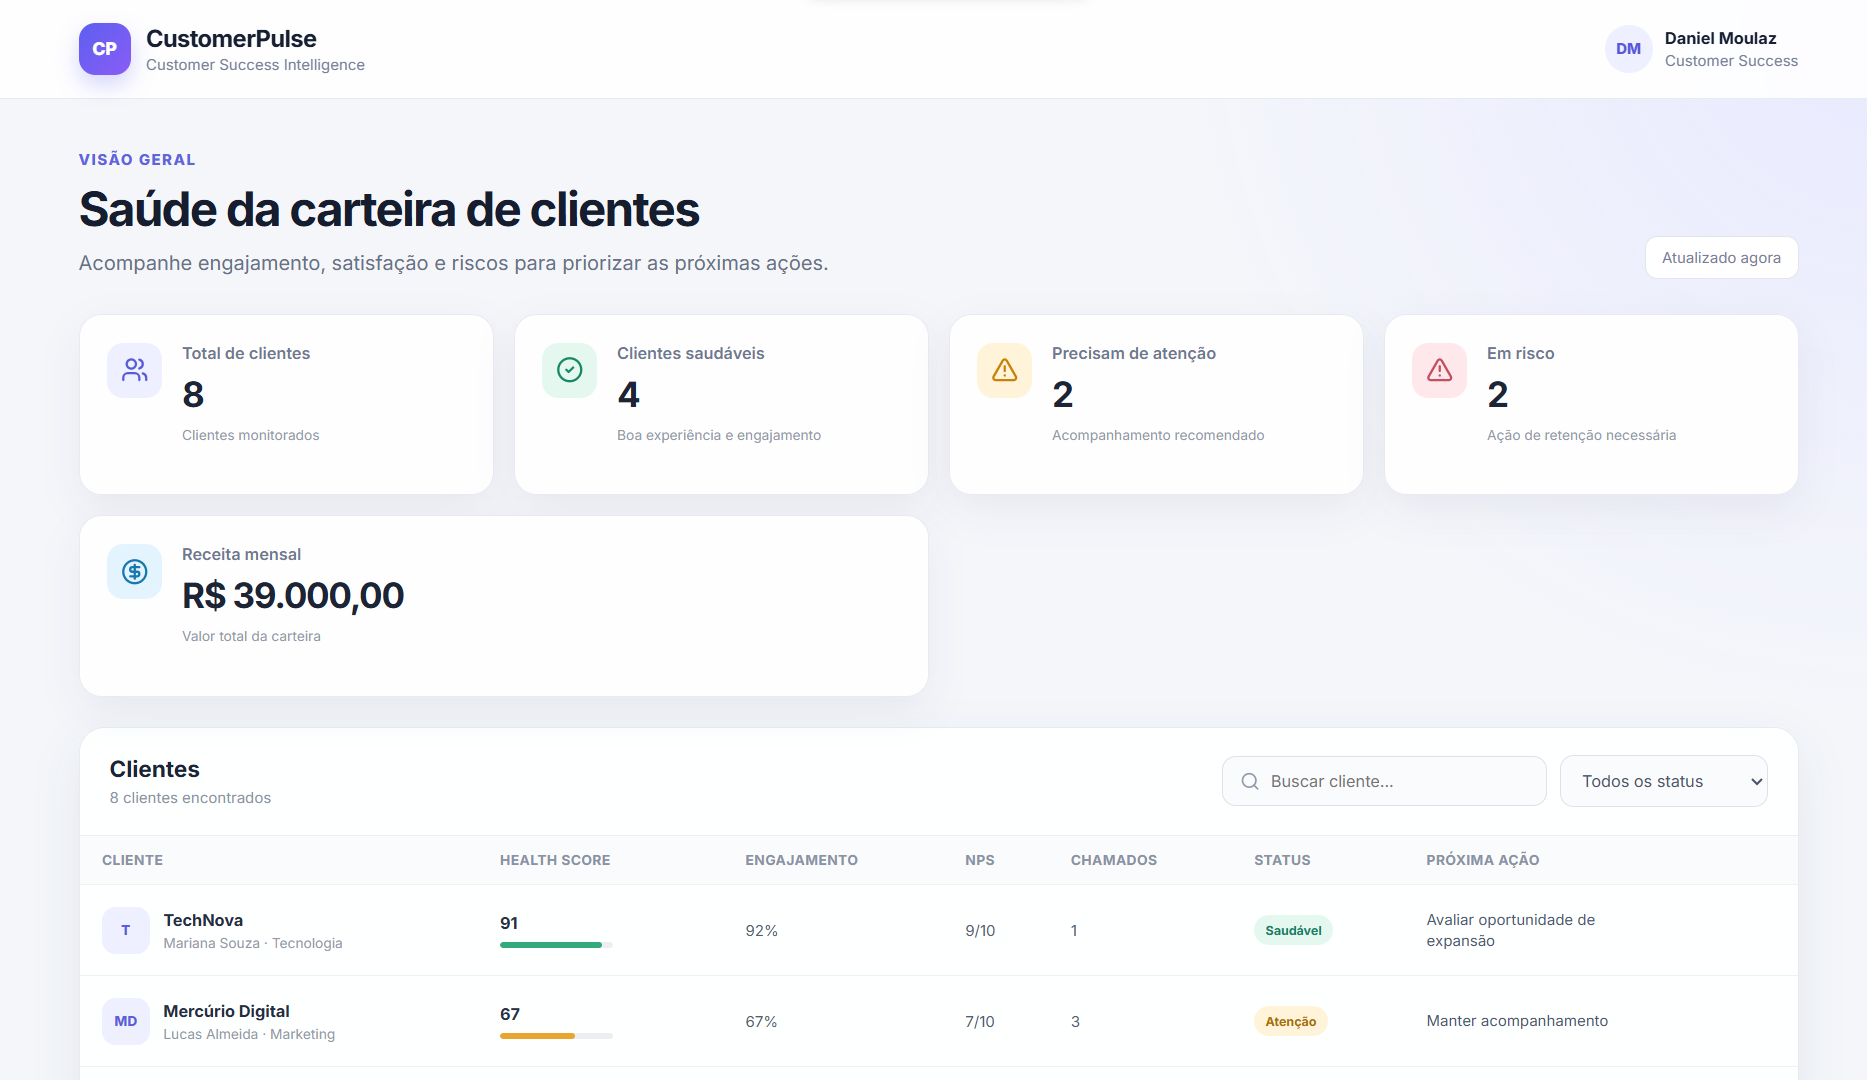 CP
CustomerPulse
Customer Success Intelligence
DM
Daniel Moulaz
Customer Success
VISÃO GERAL
Saúde da carteira de clientes
Acompanhe engajamento, satisfação e riscos para priorizar as próximas ações.
Atualizado agora
Total de clientes
8
Clientes monitorados
Clientes saudáveis
4
Boa experiência e engajamento
Precisam de atenção
2
Acompanhamento recomendado
Em risco
2
Ação de retenção necessária
Receita mensal
R$ 39.000,00
Valor total da carteira
Clientes
8 clientes encontrados
Buscar cliente...
Todos os status
CLIENTE HEALTH SCORE ENGAJAMENTO NPS CHAMADOS STATUS PRÓXIMA AÇÃO
T
TechNova
Mariana Souza · Tecnologia
91
92%
9/10
1
Saudável
Avaliar oportunidade de
expansão
MD
Mercúrio Digital
Lucas Almeida · Marketing
67
67%
7/10
3
Atenção
Manter acompanhamento